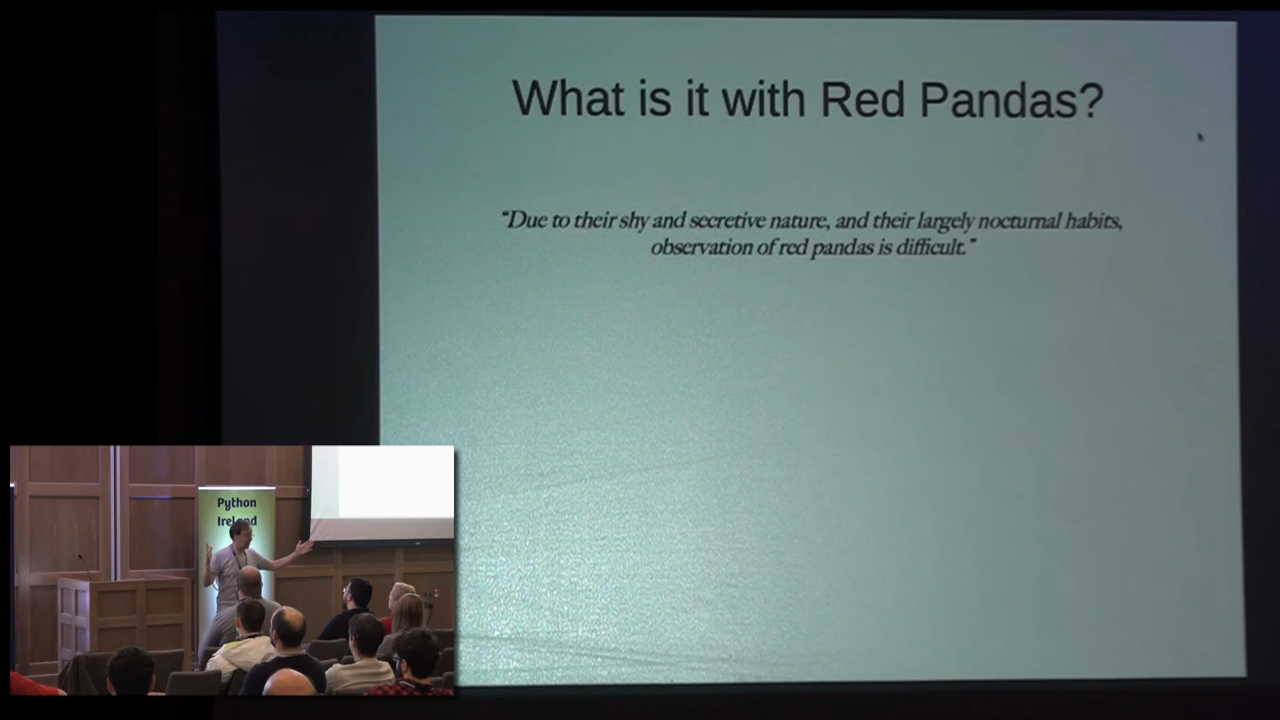 What is it with Red Pandas?
"Due to their shy and secretive nature, and their largely nocturnal habits,
observation of red pandas is difficult."
Python
Ireland